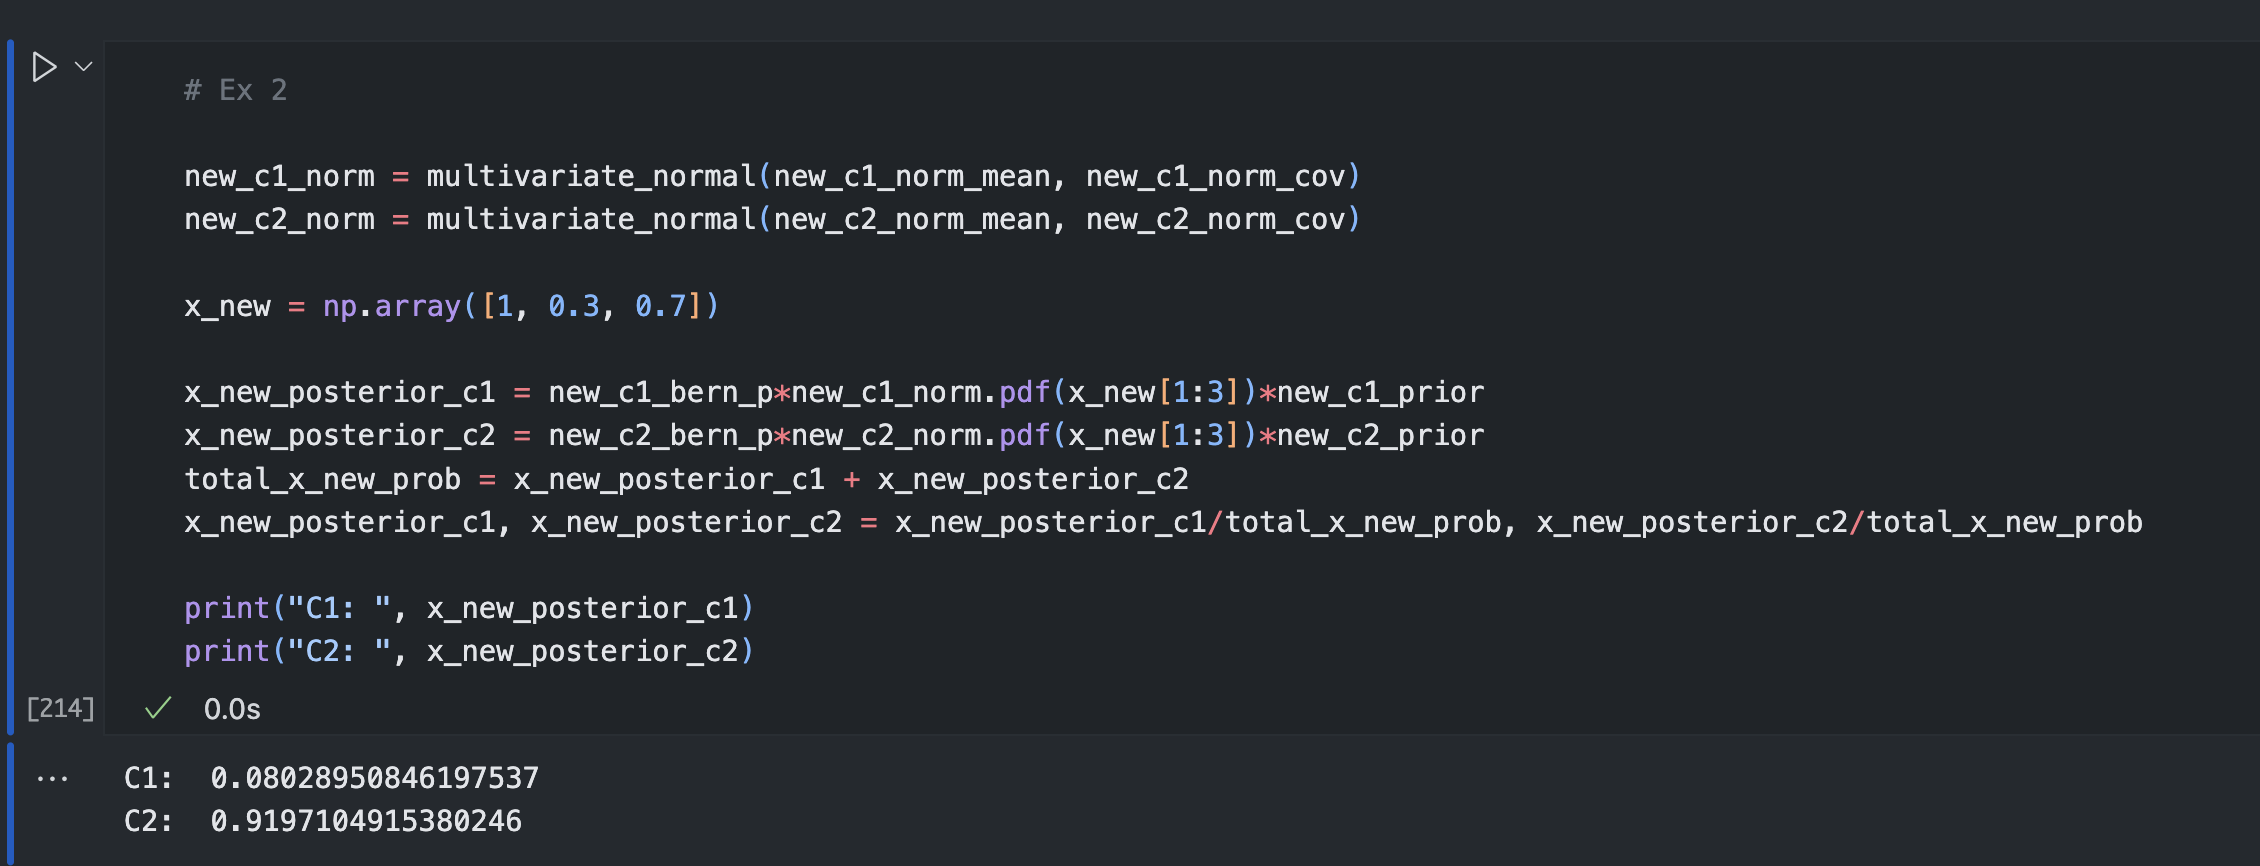 # Ex 2
new_c1_norm = multivariate_normal(new_c1_norm_mean, new_c1_norm_cov)
new_c2_norm = multivariate_normal(new_c2_norm_mean, new_c2_norm_cov)
x_new = np.array([1, 0.3, 0.7])
x_new_posterior_c1 = new_c1_bern_p*new_c1_norm.pdf(x_new[1:3])*new_c1_prior
x_new_posterior_c2 = new_c2_bern_p*new_c2_norm.pdf(x_new[1:3])*new_c2_prior
total_x_new_prob = x_new_posterior_c1 + x_new_posterior_c2
x_new_posterior_c1, x_new_posterior_c2 = x_new_posterior_c1/total_x_new_prob, x_new_posterior_c2/total_x_new_prob
print("C1: ", x_new_posterior_c1)
print("C2: ", x_new_posterior_c2)
[214] ✓ 0.0s
... C1:  0.08028950846197537
C2:  0.9197104915380246